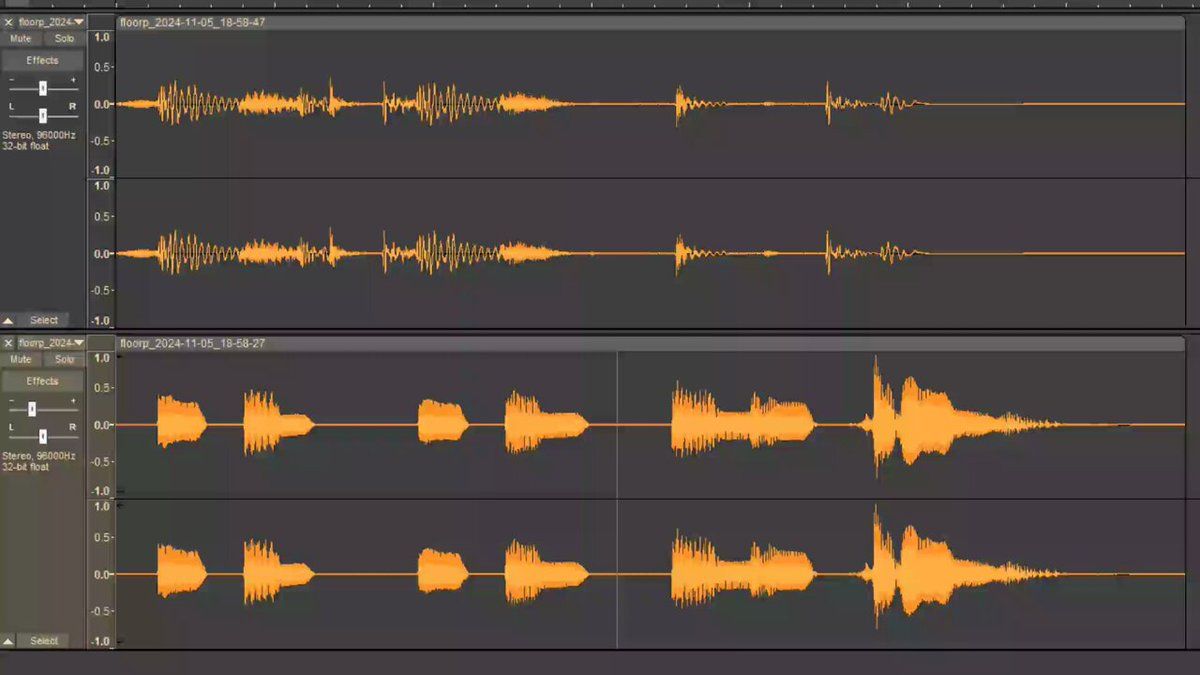 floorp_2024- floorp_2024-11-05_18-58-47
Mute Solo
Effects
- +
L R
Stereo, 96000Hz
32-bit float
Select
1.0
0.5
0.0
-0.5
-1.0
1.0
0.5
0.0
-0.5
-1.0
floorp_2024- floorp_2024-11-05_18-58-27
Mute Solo
Effects
- +
L R
Stereo, 96000Hz
32-bit float
Select
1.0
0.5
0.0
-0.5
-1.0
1.0
0.5
0.0
-0.5
-1.0